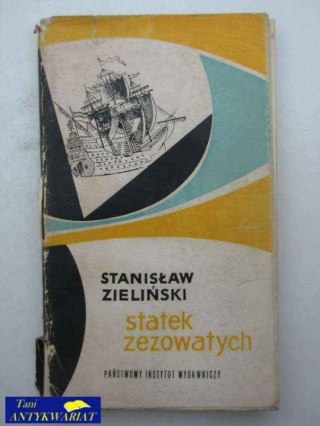 STANISŁAW
ZIELIŃSKI
statek
zezowatych
PAŃSTWOWY INSTYTUT WYDAWNICZY
Tani
ANTYKWARIAT